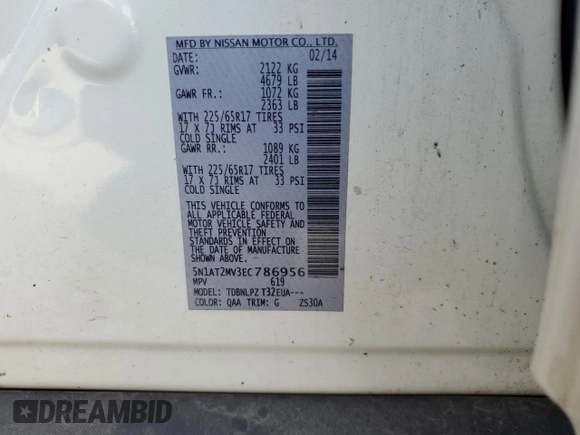 MFD BY NISSAN MOTOR CO., LTD.
DATE: 02/14
GVWR: 2122 KG
4679 LB
GAWR FR.: 1072 KG
2363 LB
WITH 225/65R17 TIRES
17 X 7J RIMS AT 33 PSI
COLD SINGLE
GAWR RR.: 1089 KG
2401 LB
WITH 225/65R17 TIRES
17 X 7J RIMS AT 33 PSI
COLD SINGLE
THIS VEHICLE CONFORMS TO
ALL APPLICABLE FEDERAL
MOTOR VEHICLE SAFETY AND
THEFT PREVENTION
STANDARDS IN EFFECT ON
THE DATE OF MANUFACTURE
SHOWN ABOVE.
5N1AT2MV3EC786956
MPV 619
MODEL: TDBNLPZ T32EUA---
COLOR: QAA TRIM: G ZS30A
DREAMBID